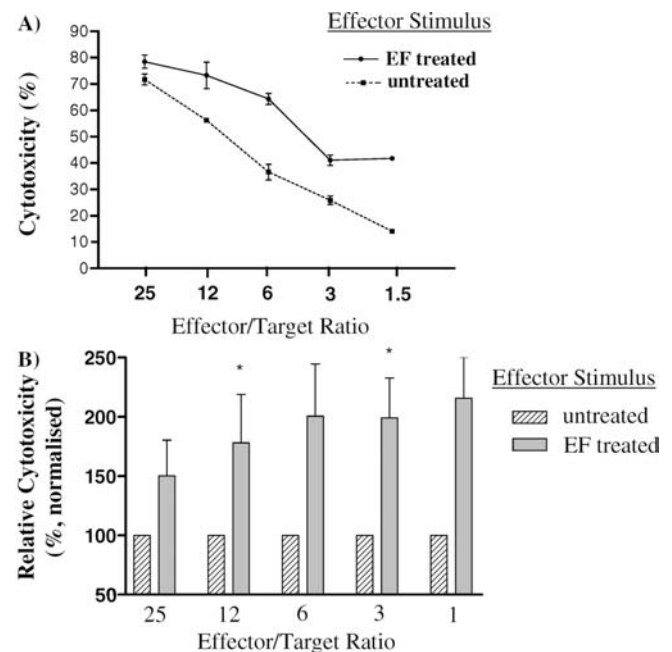 A)
Effector Stimulus
EF treated
untreated
Cytotoxicity (%)
90
80
70
60
50
40
30
20
10
0
25 12 6 3 1.5
Effector/Target Ratio
B)
Effector Stimulus
untreated
EF treated
Relative Cytotoxicity
(%, normalised)
250
200
150
100
50
* *
25 12 6 3 1
Effector/Target Ratio